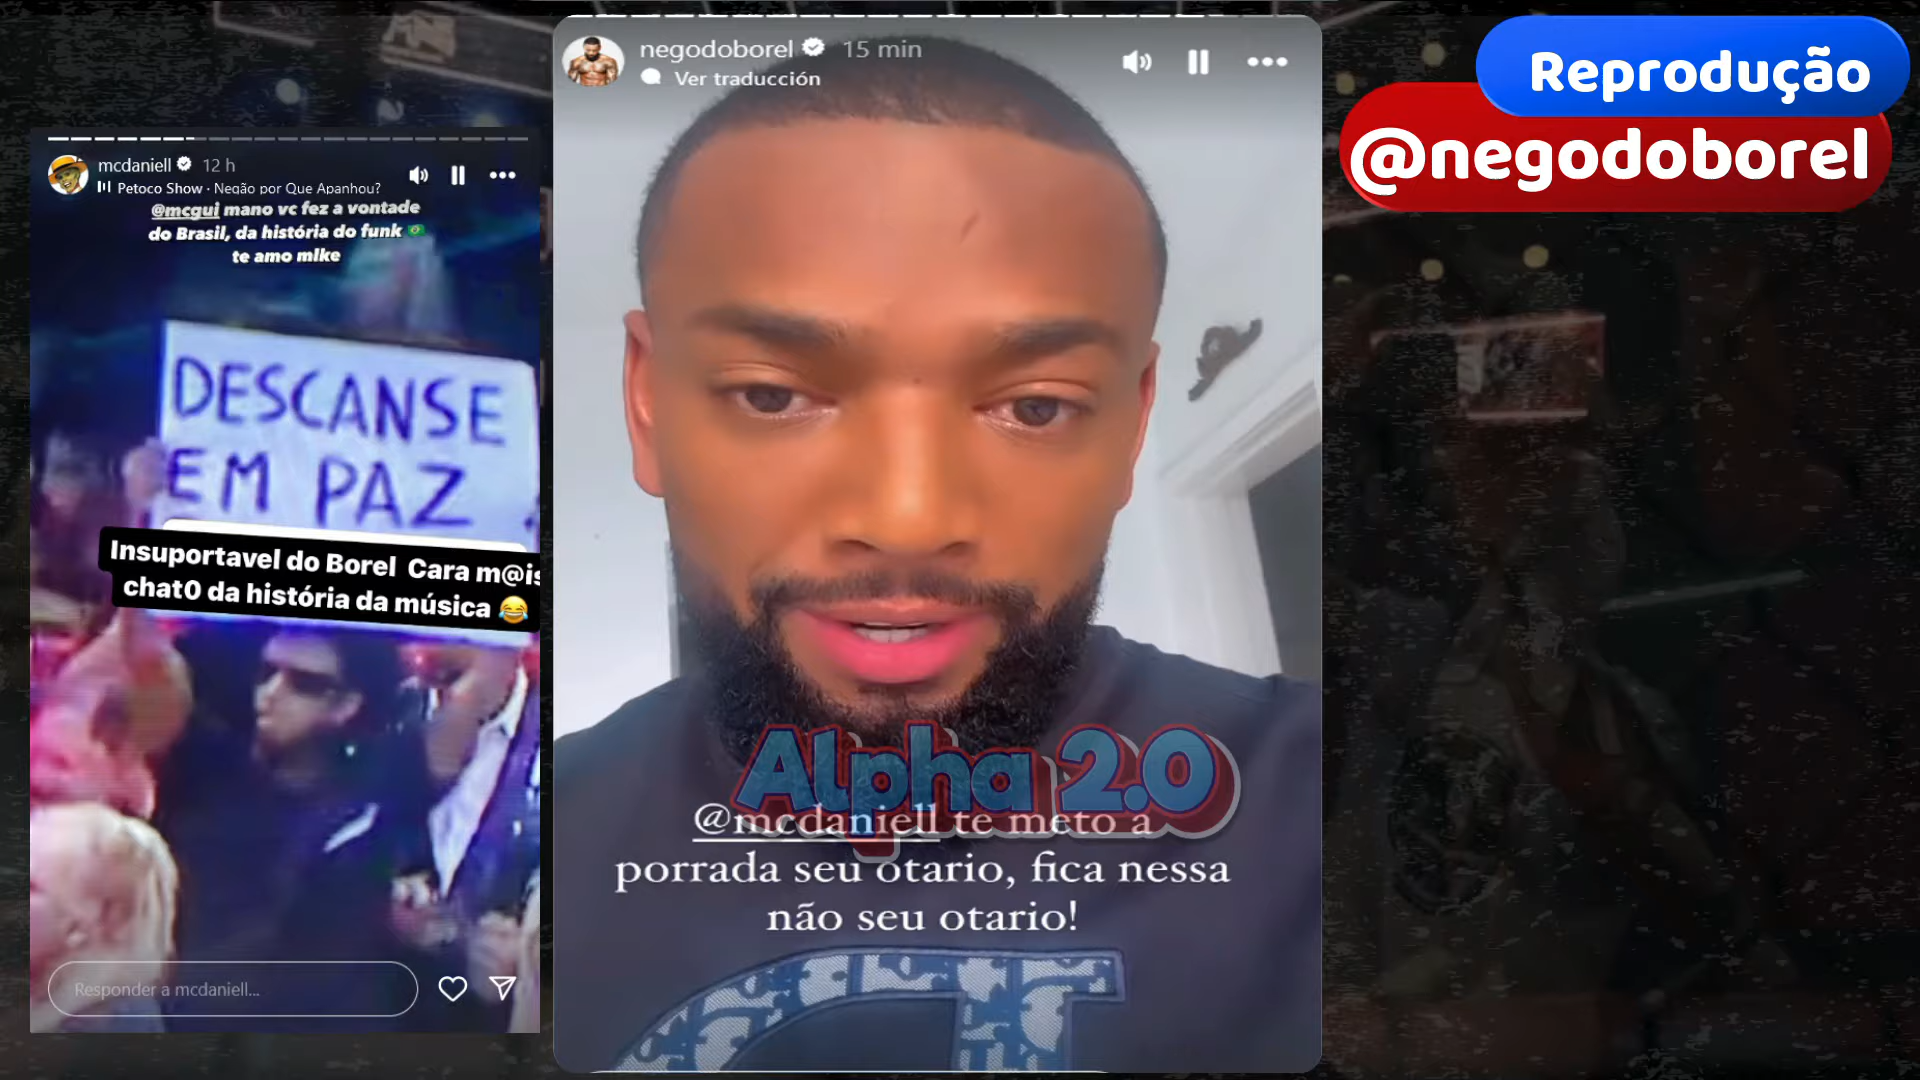 mcdaniell 12 h
Petoco Show · Negão por Que Apanhou?
@mcgui mano vc fez a vontade
do Brasil, da história do funk 🇧🇷
te amo mlke
DESCANSE
EM PAZ
Insuportavel do Borel Cara m@is
chat0 da história da música 😂
Responder a mcdaniell...
negodoborel 15 min
Ver traducción
Alpha 2.0
@mcdaniell te meto a
porrada seu otario, fica nessa
não seu otario!
Reprodução
@negodoborel